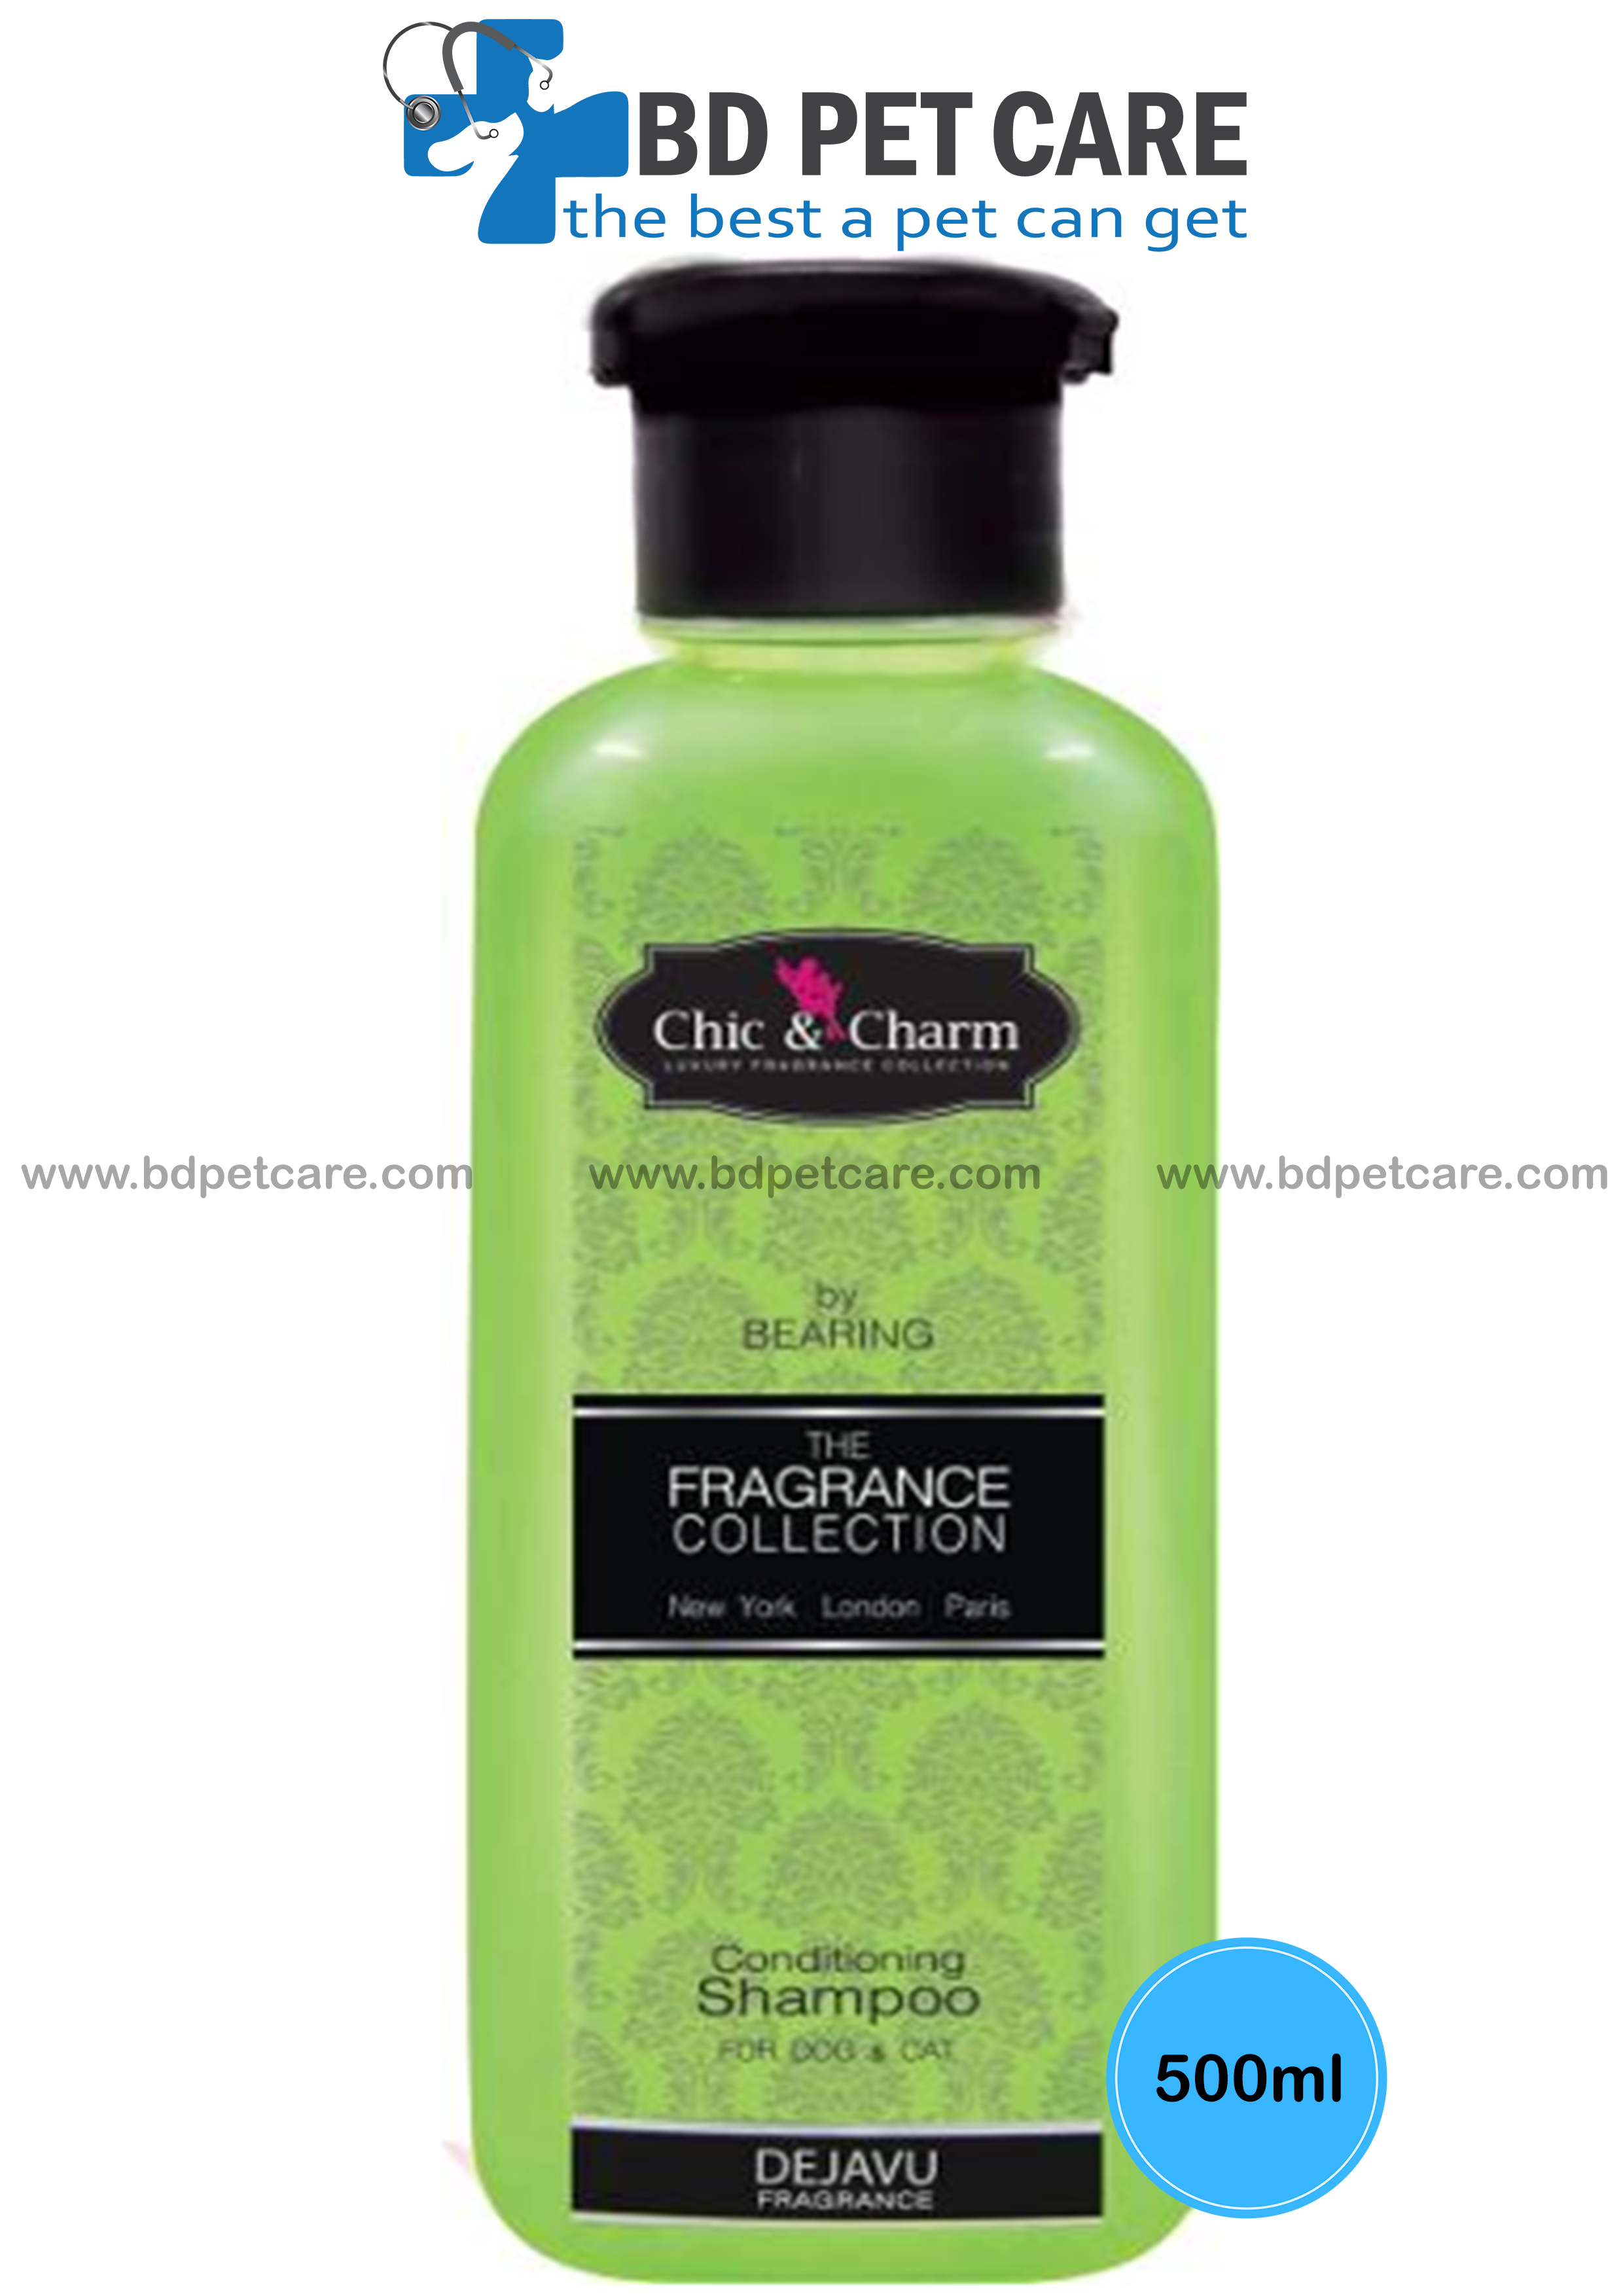 BD PET CARE
the best a pet can get
Chic & Charm
LUXURY FRAGRANCE COLLECTION
www.bdpetcare.com www.bdpetcare.com www.bdpetcare.com
by
BEARING
THE
FRAGRANCE
COLLECTION
New York London Paris
Conditioning
Shampoo
FOR DOG & CAT
500ml
DEJAVU
FRAGRANCE